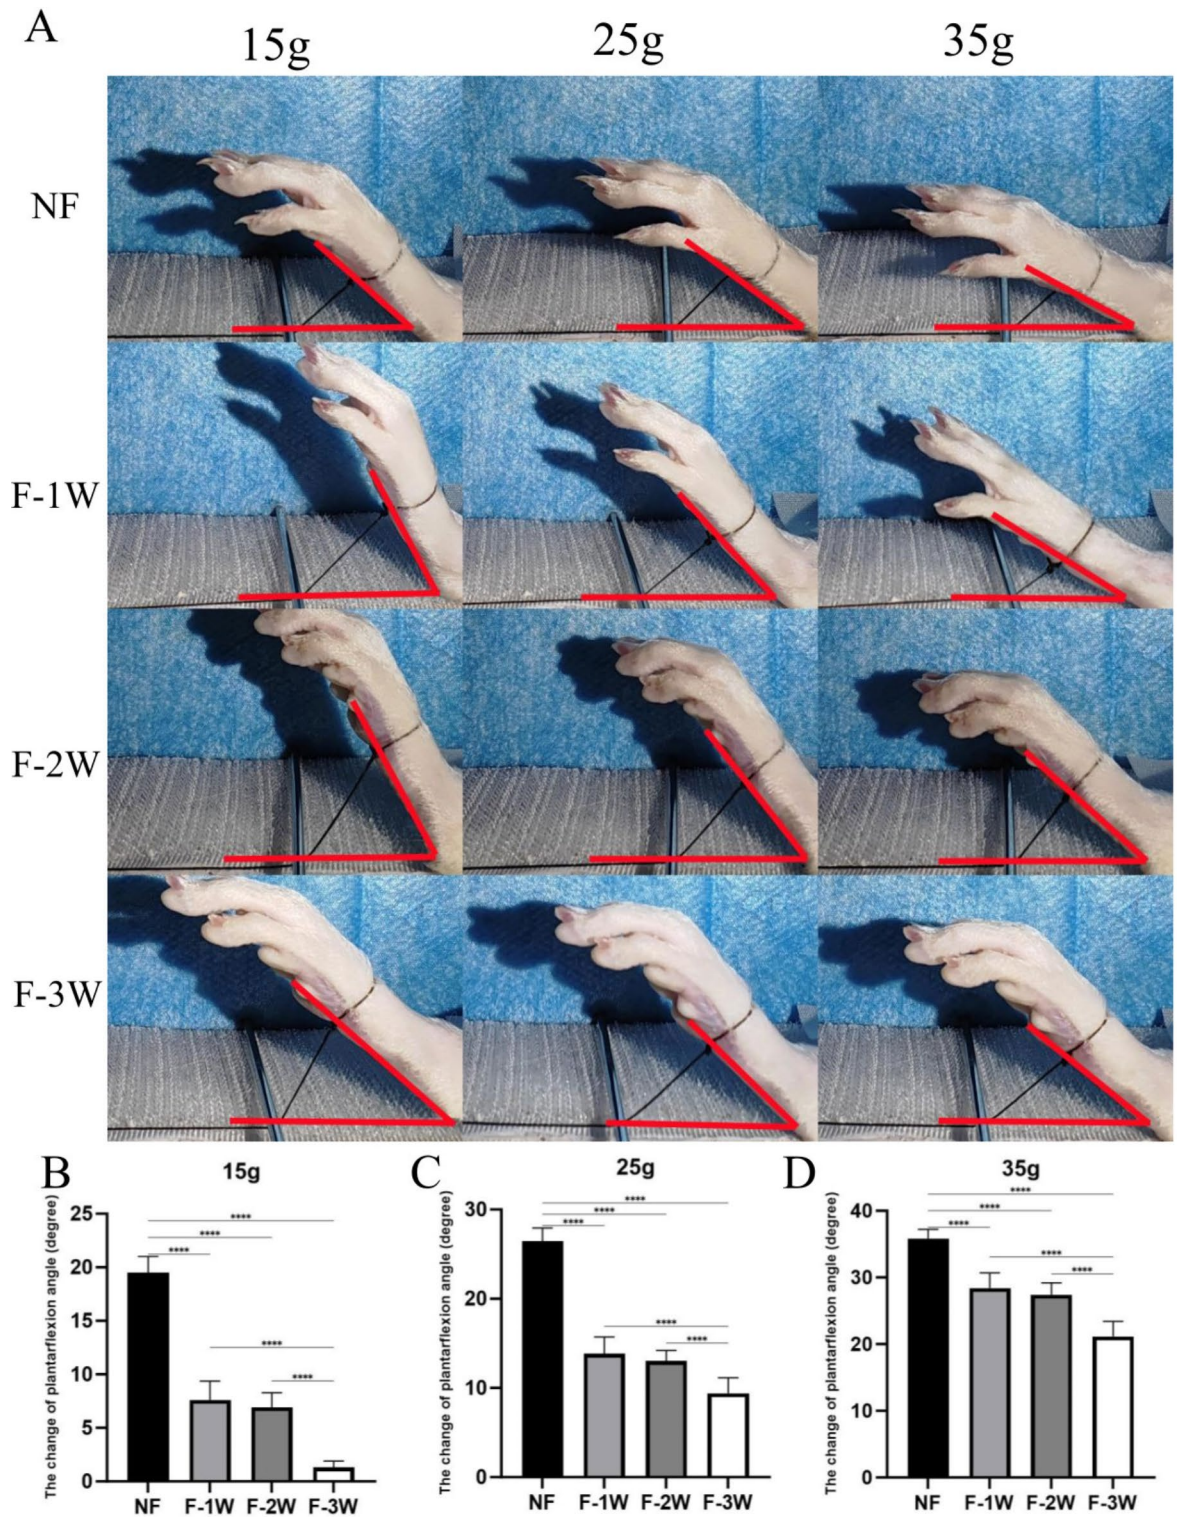 A
15g 25g 35g
NF
F-1W
F-2W
F-3W
B
15g
The change of plantarflexion angle (degree)
25
20
15
10
5
0
****
****
****
****
****
NF F-1W F-2W F-3W
C
25g
The change of plantarflexion angle (degree)
30
20
10
0
****
****
****
****
****
NF F-1W F-2W F-3W
D
35g
The change of plantarflexion angle (degree)
40
30
20
10
0
****
****
****
****
****
NF F-1W F-2W F-3W